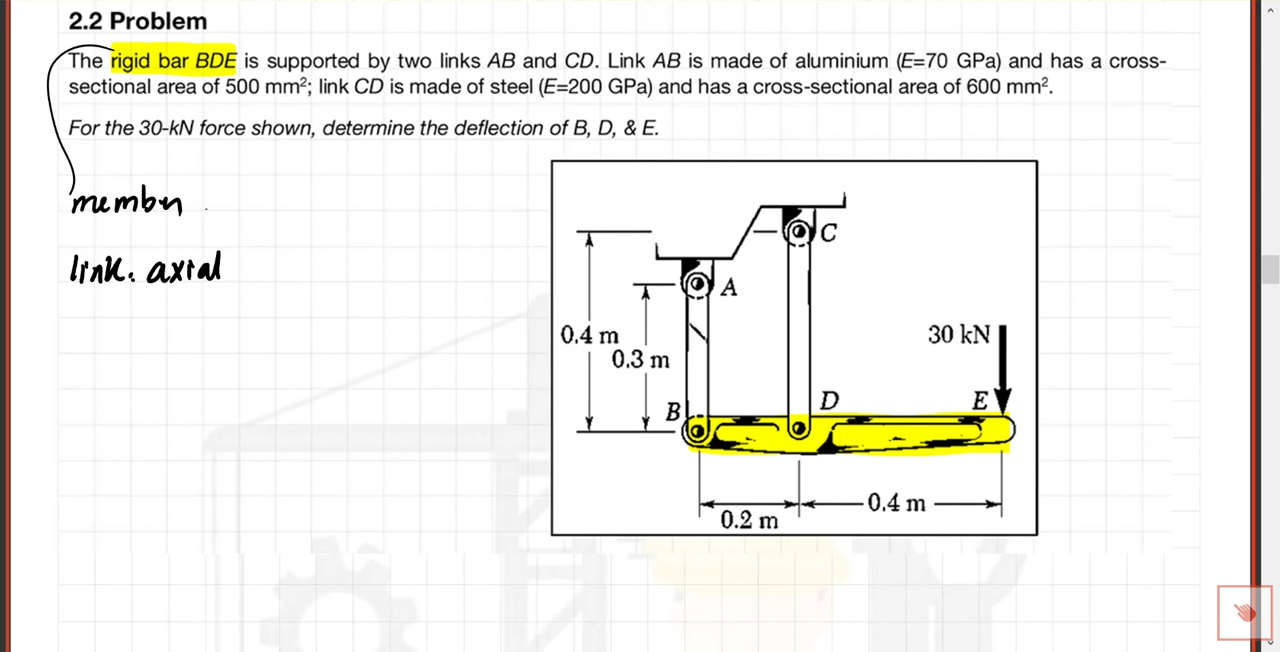 2.2 Problem
The rigid bar BDE is supported by two links AB and CD. Link AB is made of aluminium (E=70 GPa) and has a cross-
sectional area of 500 mm²; link CD is made of steel (E=200 GPa) and has a cross-sectional area of 600 mm².
For the 30-kN force shown, determine the deflection of B, D, & E.
member
link: axial
C
A
0.4 m
30 kN
0.3 m
B
D
E
0.4 m
0.2 m